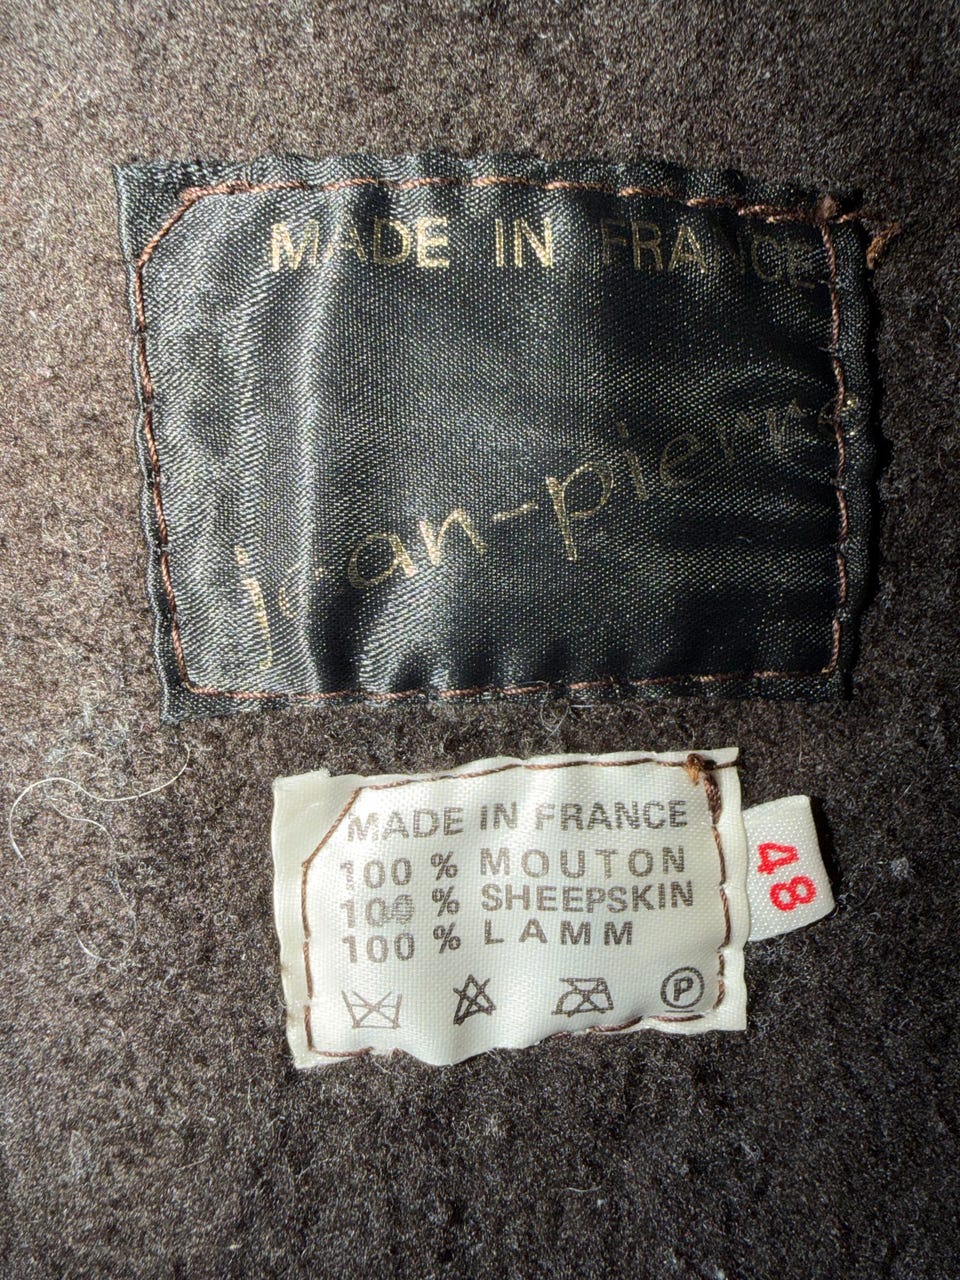 MADE IN FRANCE
jean-pierre
MADE IN FRANCE
100 % MOUTON
100 % SHEEPSKIN
100 % LAMM
P
48